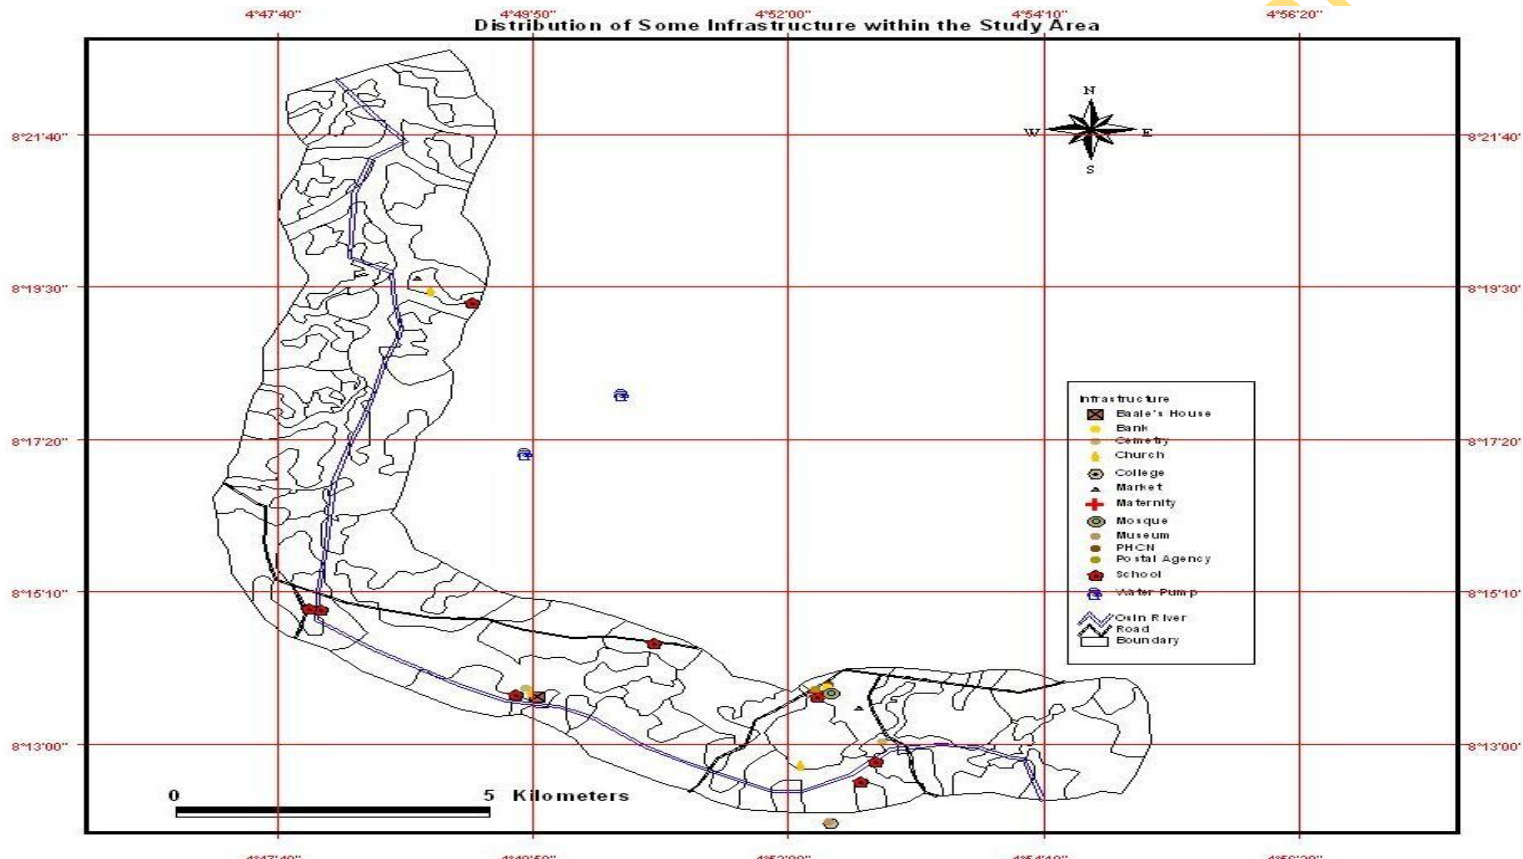 4°47'40" 4°49'50" 4°52'00" 4°54'10" 4°56'20"
Distribution of Some Infrastructure within the Study Area
N
W E
S
8°21'40" 8°21'40"
8°19'30" 8°19'30"
8°17'20" 8°17'20"
8°15'10" 8°15'10"
8°13'00" 8°13'00"
Infrastructure
Baale's House
Bank
Cemetry
Church
College
Market
Maternity
Mosque
Museum
PHCN
Postal Agency
School
Water Pump
Osin River
Road
Boundary
0 5 Kilometers